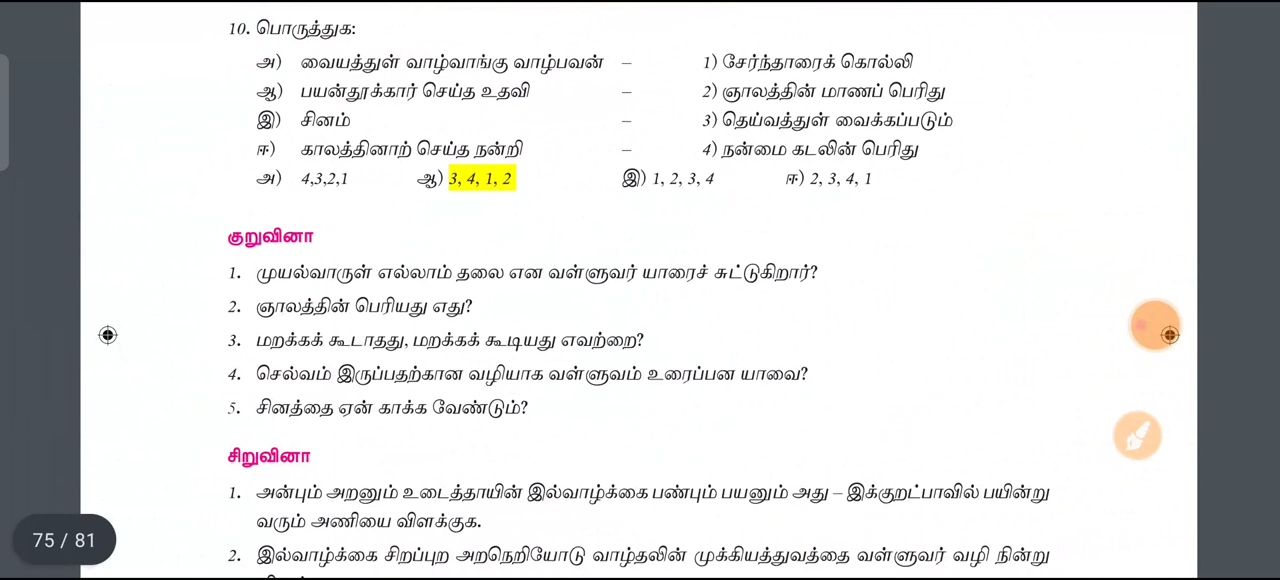 10. பொருத்துக:
அ) வையத்துள் வாழ்வாங்கு வாழ்பவன் – 1) சேர்ந்தாரைக் கொல்லி
ஆ) பயன்தூக்கார் செய்த உதவி – 2) ஞாலத்தின் மாணப் பெரிது
இ) சினம் – 3) தெய்வத்துள் வைக்கப்படும்
ஈ) காலத்தினாற் செய்த நன்றி – 4) நன்மை கடலின் பெரிது
அ) 4,3,2,1 ஆ) 3, 4, 1, 2 இ) 1, 2, 3, 4 ஈ) 2, 3, 4, 1
குறுவினா
1. முயல்வாருள் எல்லாம் தலை என வள்ளுவர் யாரைச் சுட்டுகிறார்?
2. ஞாலத்தின் பெரியது எது?
3. மறக்கக் கூடாதது, மறக்கக் கூடியது எவற்றை?
4. செல்வம் இருப்பதற்கான வழியாக வள்ளுவம் உரைப்பன யாவை?
5. சினத்தை ஏன் காக்க வேண்டும்?
சிறுவினா
1. அன்பும் அறனும் உடைத்தாயின் இல்வாழ்க்கை பண்பும் பயனும் அது – இக்குறட்பாவில் பயின்று
வரும் அணியை விளக்குக.
75 / 81
2. இல்வாழ்க்கை சிறப்புற அறநெறியோடு வாழ்தலின் முக்கியத்துவத்தை வள்ளுவர் வழி நின்று